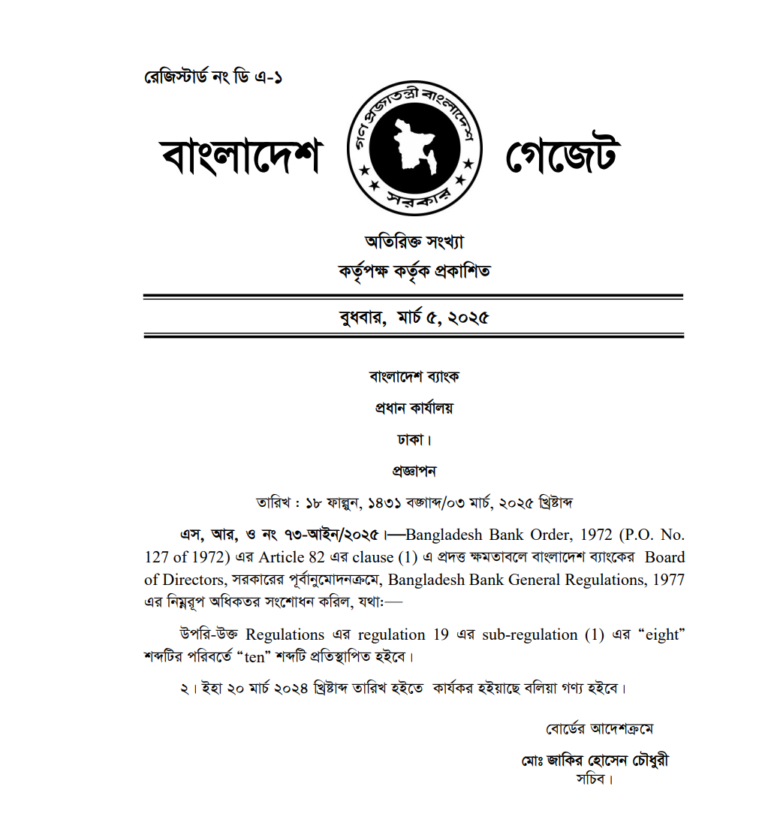 রেজিস্টার্ড নং ডি এ-১
বাংলাদেশ
গণ প্রজাতন্ত্রী বাংলাদেশ
সরকার
গেজেট
অতিরিক্ত সংখ্যা
কর্তৃপক্ষ কর্তৃক প্রকাশিত
বুধবার, মার্চ ৫, ২০২৫
বাংলাদেশ ব্যাংক
প্রধান কার্যালয়
ঢাকা।
প্রজ্ঞাপন
তারিখ : ১৮ ফাল্গুন, ১৪৩১ বঙ্গাব্দ/০৩ মার্চ, ২০২৫ খ্রিষ্টাব্দ
এস, আর, ও নং ৭৩-আইন/২০২৫।—Bangladesh Bank Order, 1972 (P.O. No.
127 of 1972) এর Article 82 এর clause (1) এ প্রদত্ত ক্ষমতাবলে বাংলাদেশ ব্যাংকের Board
of Directors, সরকারের পূর্বানুমোদনক্রমে, Bangladesh Bank General Regulations, 1977
এর নিম্নরূপ অধিকতর সংশোধন করিল, যথা:—
উপরি-উক্ত Regulations এর regulation 19 এর sub-regulation (1) এর “eight”
শব্দটির পরিবর্তে “ten” শব্দটি প্রতিস্থাপিত হইবে।
২। ইহা ২০ মার্চ ২০২৪ খ্রিষ্টাব্দ তারিখ হইতে কার্যকর হইয়াছে বলিয়া গণ্য হইবে।
বোর্ডের আদেশক্রমে
মোঃ জাকির হোসেন চৌধুরী
সচিব।